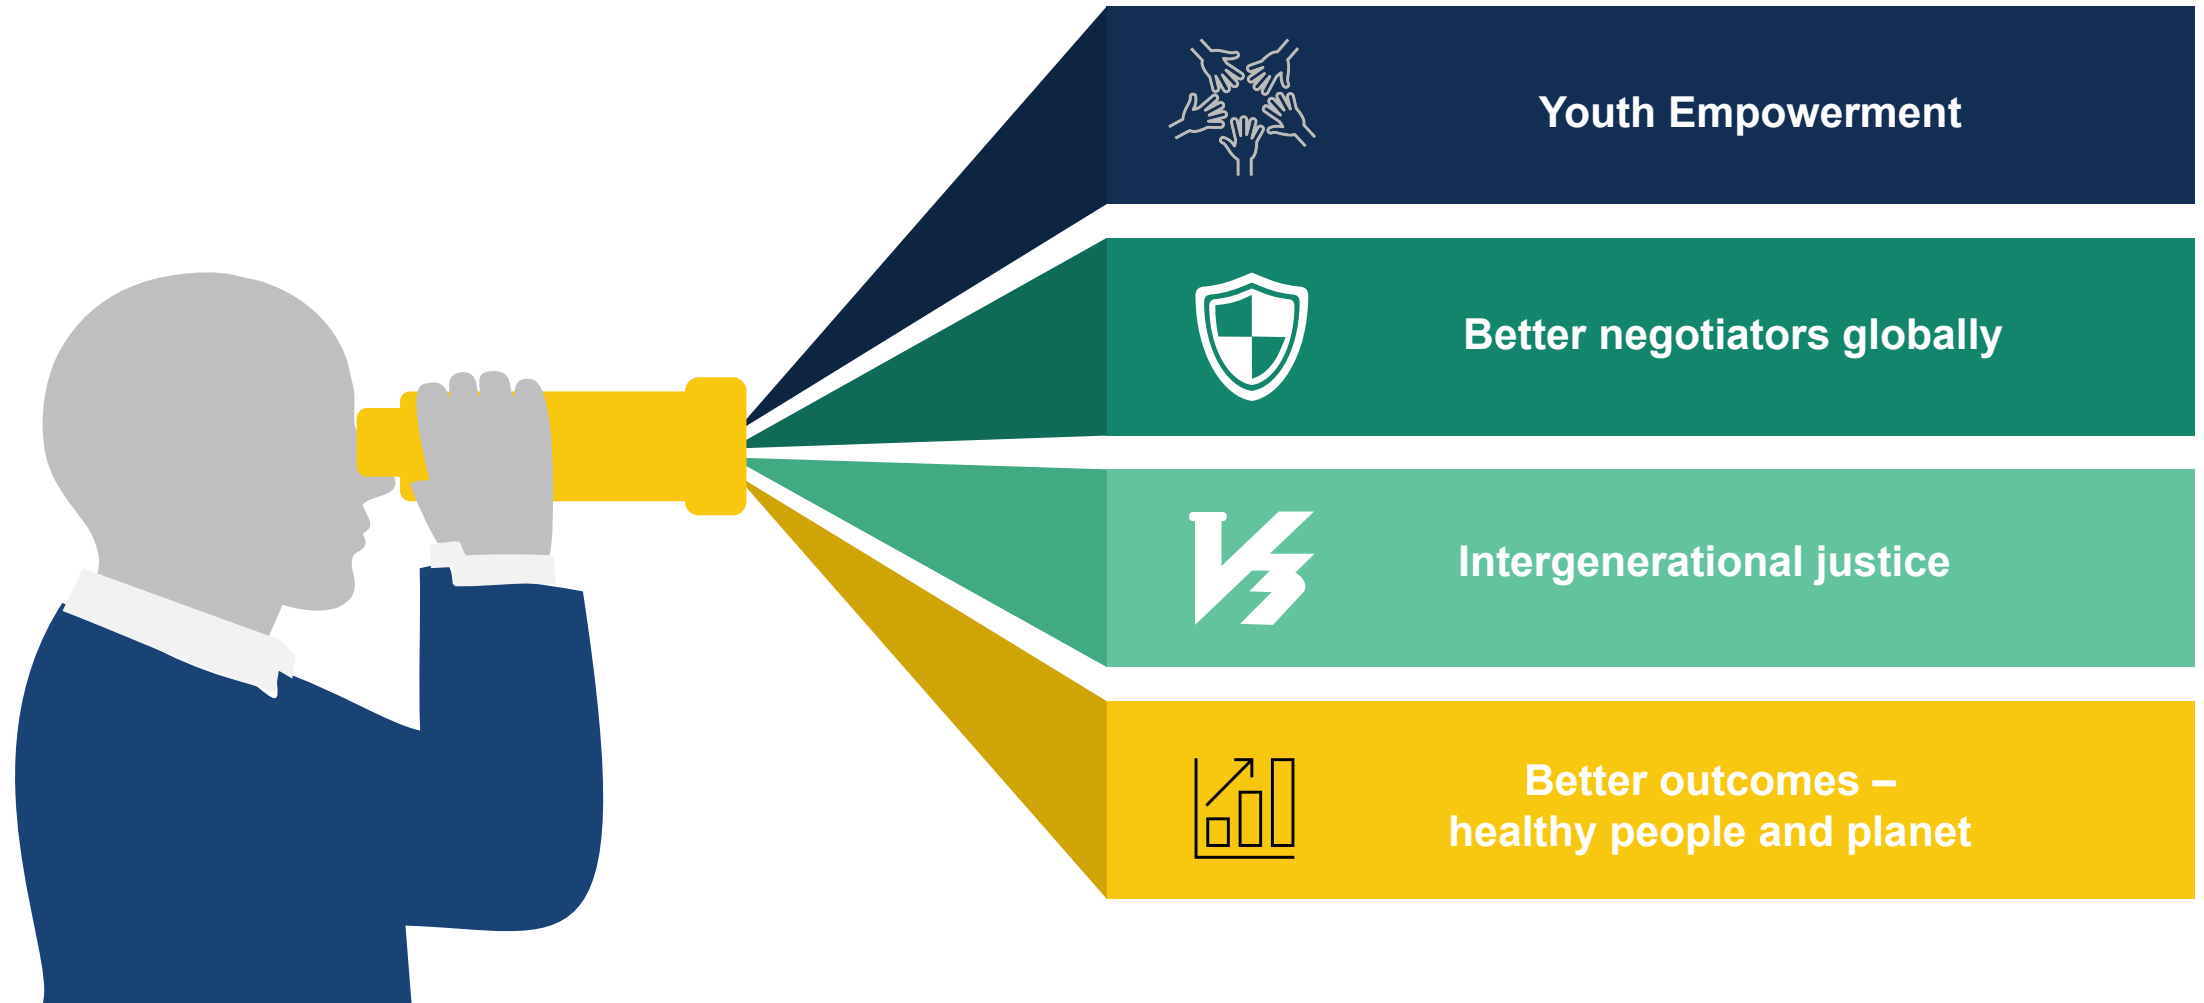 Youth Empowerment
Better negotiators globally
Intergenerational justice
Better outcomes –
healthy people and planet